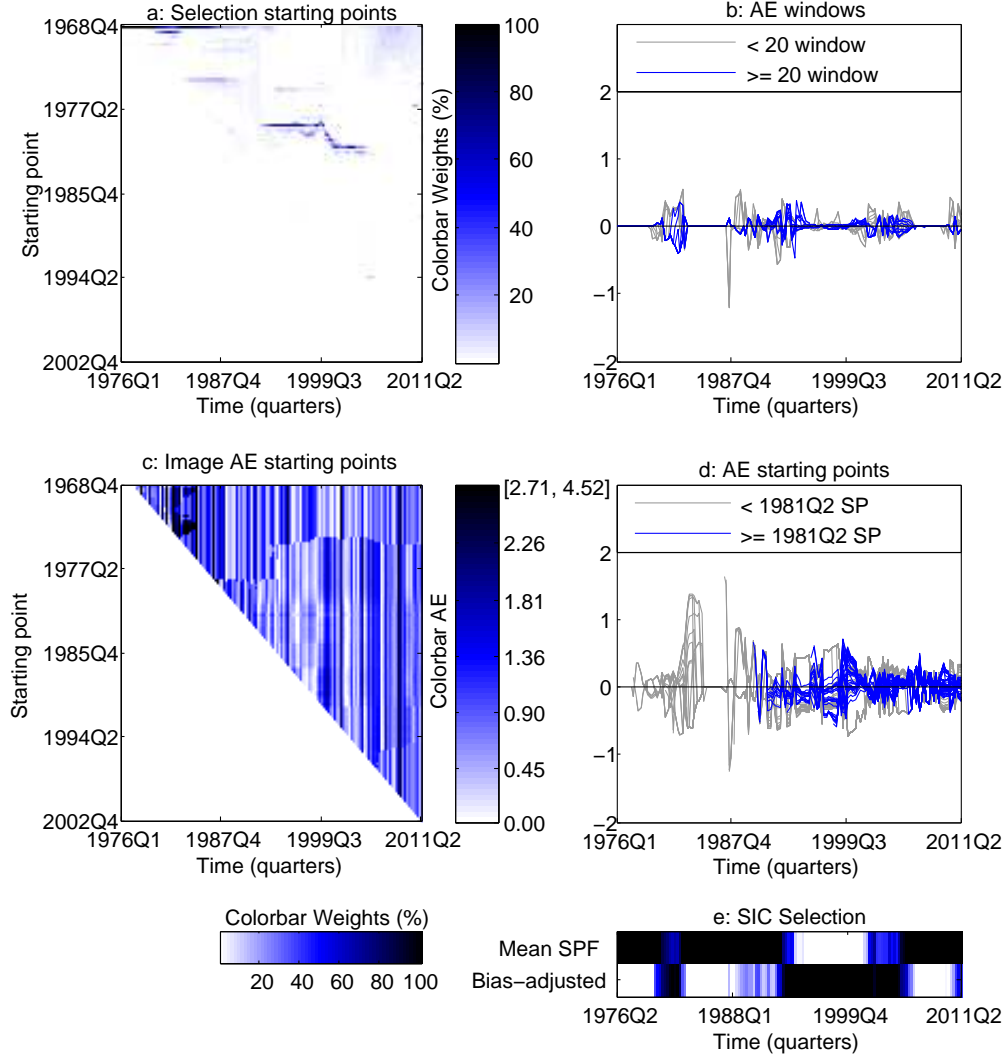 a: Selection starting points
1968Q4
1977Q2
1985Q4
1994Q2
2002Q4
Starting point
1976Q1 1987Q4 1999Q3 2011Q2
Time (quarters)
100
80
60
40
20
Colorbar Weights (%)
b: AE windows
< 20 window
>= 20 window
2
1
0
−1
−2
1976Q1 1987Q4 1999Q3 2011Q2
Time (quarters)
c: Image AE starting points
1968Q4
1977Q2
1985Q4
1994Q2
2002Q4
Starting point
1976Q1 1987Q4 1999Q3 2011Q2
Time (quarters)
[2.71, 4.52]
2.26
1.81
1.36
0.90
0.45
0.00
Colorbar AE
d: AE starting points
< 1981Q2 SP
>= 1981Q2 SP
2
1
0
−1
−2
1976Q1 1987Q4 1999Q3 2011Q2
Time (quarters)
Colorbar Weights (%)
20 40 60 80 100
e: SIC Selection
Mean SPF
Bias−adjusted
1976Q2 1988Q1 1999Q4 2011Q2
Time (quarters)